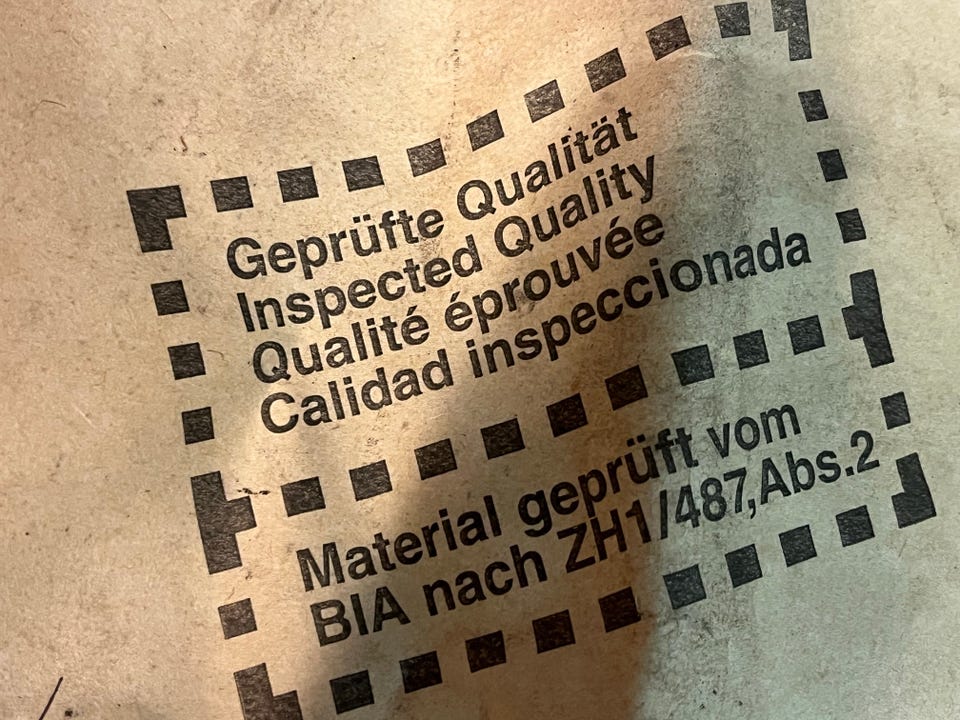 Geprüfte Qualität
Inspected Quality
Qualité éprouvée
Calidad inspeccionada
Material geprüft vom
BIA nach ZH1/487,Abs.2